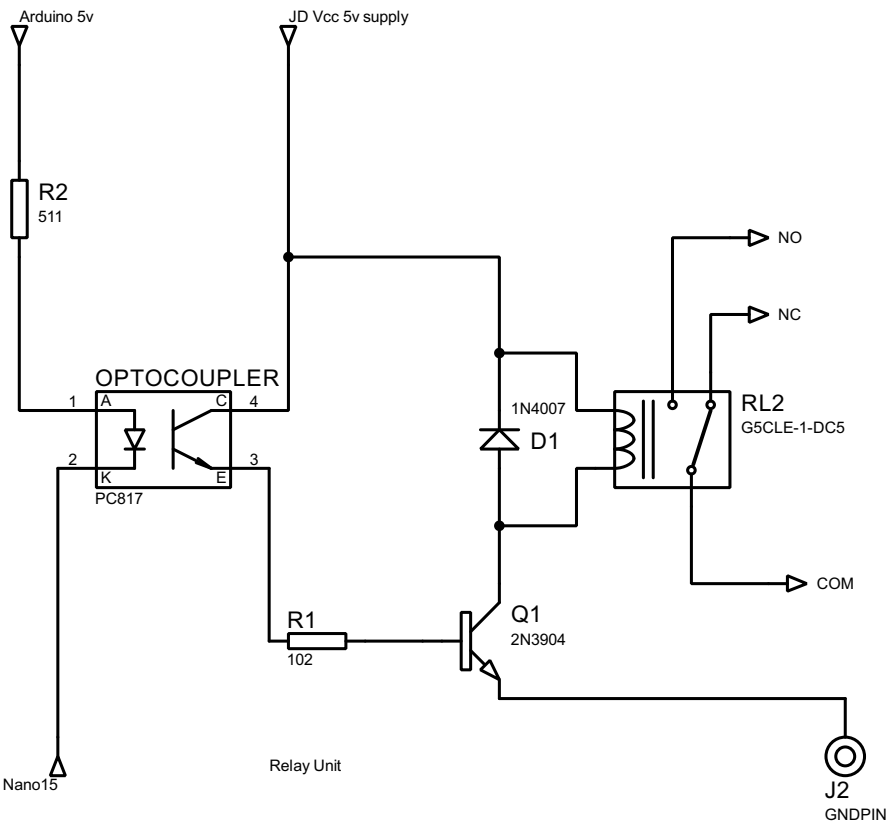 Arduino 5v
JD Vcc 5v supply
R2
511
NO
NC
OPTOCOUPLER
1
A
C
4
2
K
E
3
PC817
1N4007
D1
RL2
G5CLE-1-DC5
COM
R1
102
Q1
2N3904
Nano15
Relay Unit
J2
GNDPIN